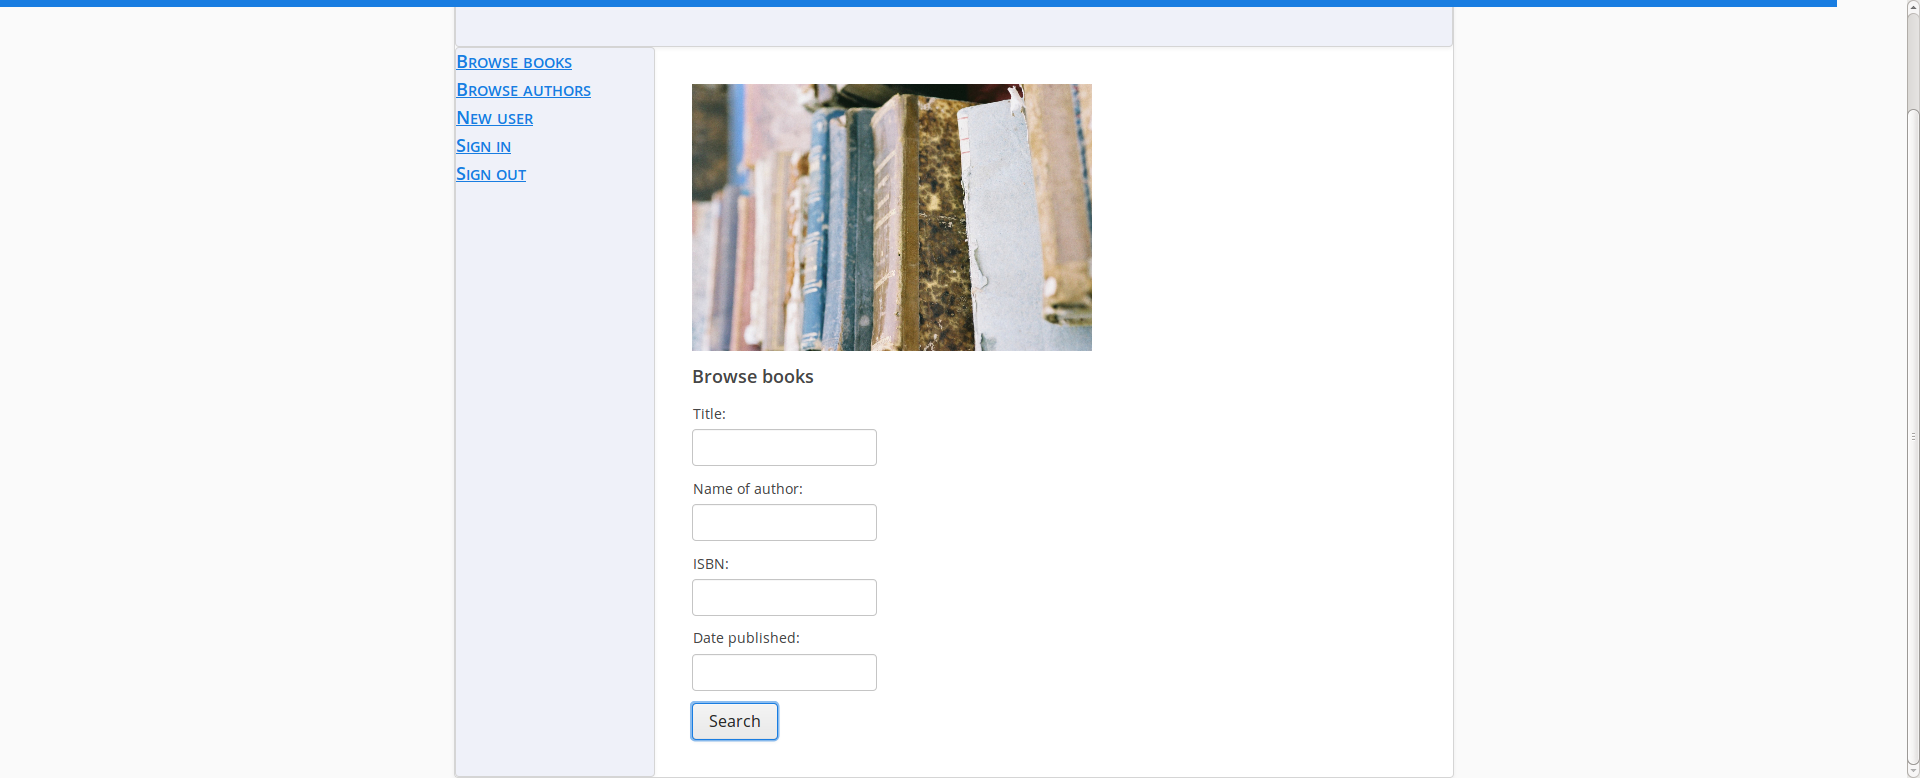 Browse books
Browse authors
New user
Sign in
Sign out
Browse books
Title:
Name of author:
ISBN:
Date published:
Search